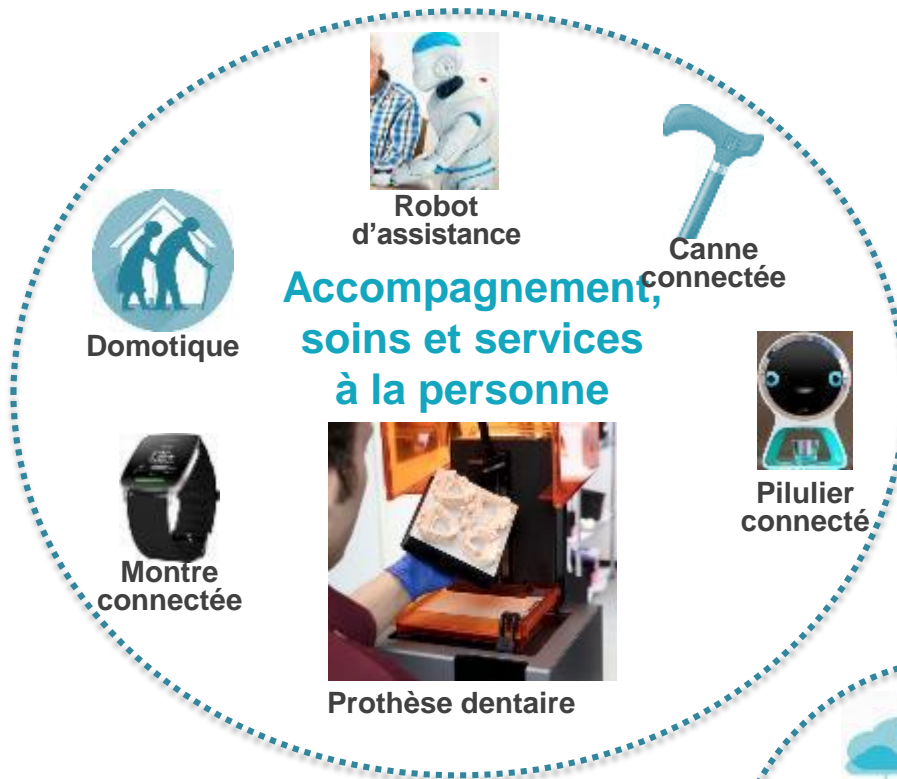 Robot
d’assistance
Canne
connectée
Accompagnement,
soins et services
à la personne
Domotique
Pilulier
connecté
Montre
connectée
Prothèse dentaire